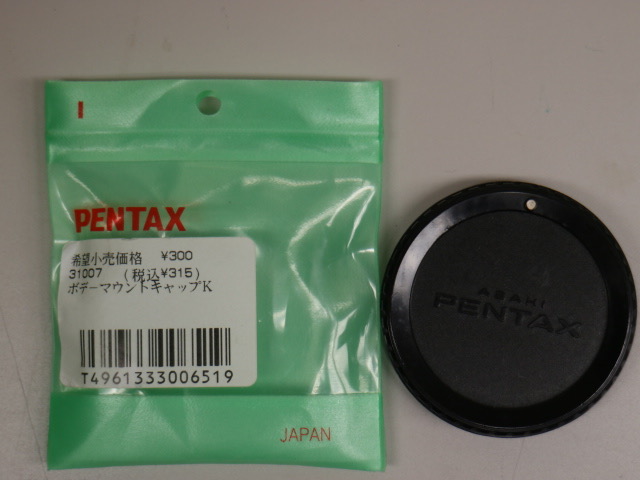 I
PENTAX
希望小売価格 ¥300
31007 (税込¥315)
ボデーマウントキャップK
T4961333006519
JAPAN
ASAHI
PENTAX